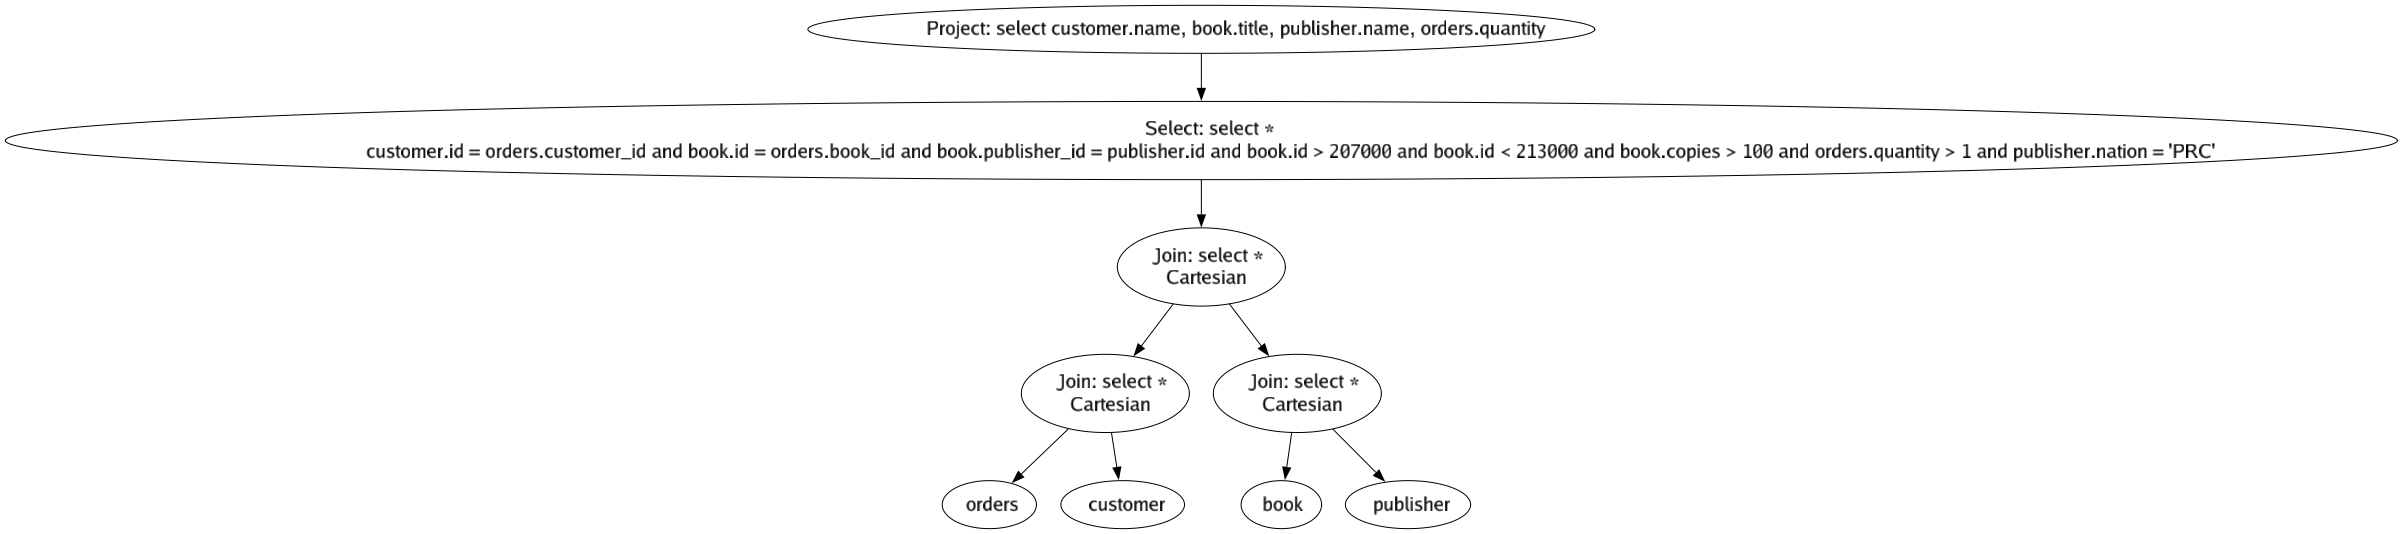 Project: select customer.name, book.title, publisher.name, orders.quantity
Select: select *
customer.id = orders.customer_id and book.id = orders.book_id and book.publisher_id = publisher.id and book.id > 207000 and book.id < 213000 and book.copies > 100 and orders.quantity > 1 and publisher.nation = 'PRC'
Join: select *
Cartesian
Join: select *
Cartesian
Join: select *
Cartesian
orders
customer
book
publisher